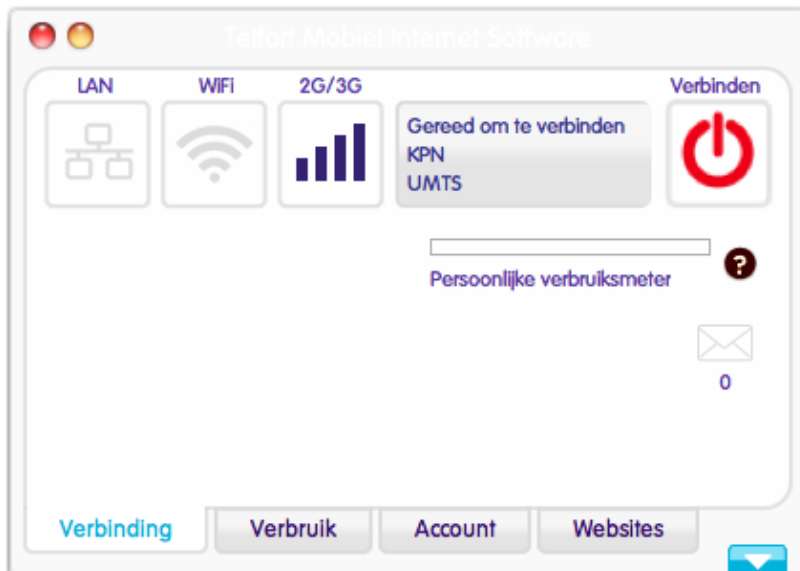 Telfort Mobiel Internet Software
LAN WiFi 2G/3G Verbinden
Gereed om te verbinden
KPN
UMTS
?
Persoonlijke verbruiksmeter
0
Verbinding Verbruik Account Websites